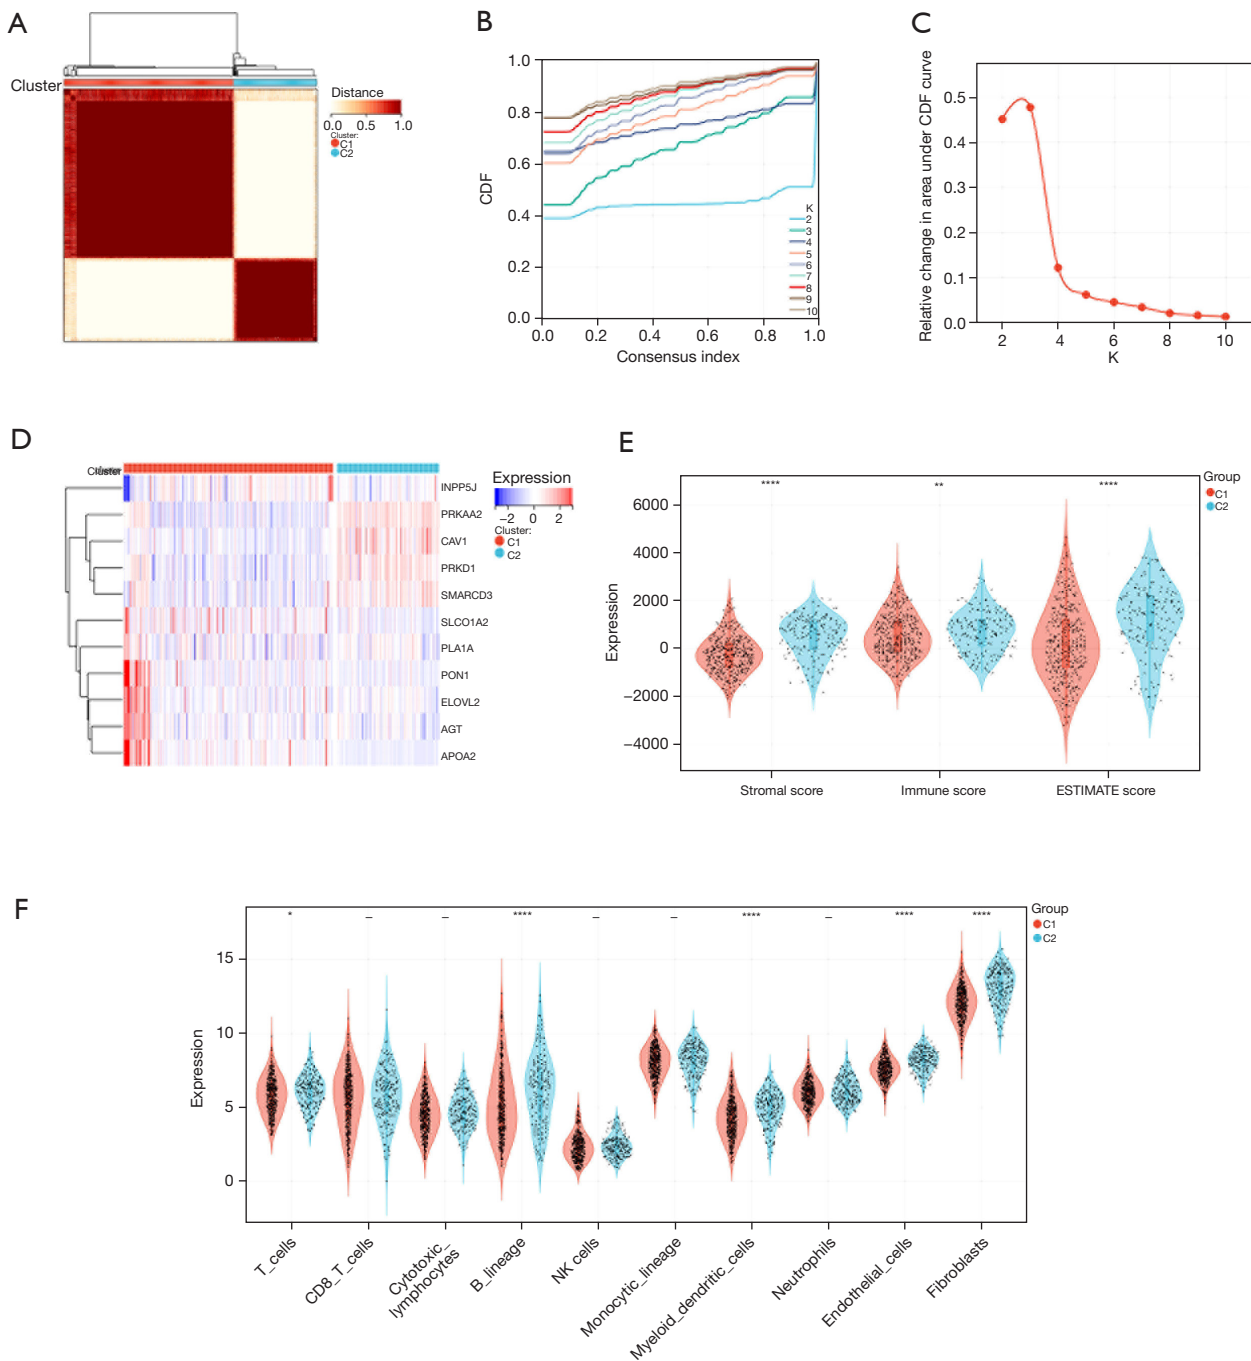 A
Cluster
Distance
0.0 0.5 1.0
Cluster:
C1
C2
B
CDF
1.0
0.8
0.6
0.4
0.2
0.0
K
2
3
4
5
6
7
8
9
10
0.0 0.2 0.4 0.6 0.8 1.0
Consensus index
C
Relative change in area under CDF curve
0.5
0.4
0.3
0.2
0.1
0.0
2 4 6 8 10
K
D
Cluster
INPP5J
PRKAA2
CAV1
PRKD1
SMARCD3
SLCO1A2
PLA1A
PON1
ELOVL2
AGT
APOA2
Expression
−2 0 2
Cluster:
C1
C2
E
Expression
6000
4000
2000
0
−2000
−4000
**** ** ****
Stromal score Immune score ESTIMATE score
Group
C1
C2
F
Expression
15
10
5
0
* – – **** – – **** – **** ****
T_cells
CD8_T_cells
Cytotoxic_
lymphocytes
B_lineage
NK cells
Monocytic_lineage
Myeloid_dendritic_cells
Neutrophils
Endothelial_cells
Fibroblasts
Group
C1
C2